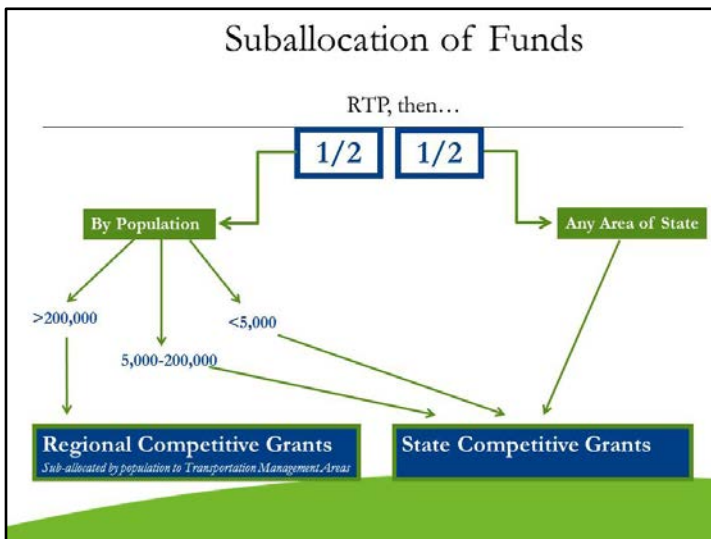 Suballocation of Funds
RTP, then…
1/2
1/2
By Population
Any Area of State
>200,000
<5,000
5,000-200,000
Regional Competitive Grants
Sub-allocated by population to Transportation Management Areas
State Competitive Grants